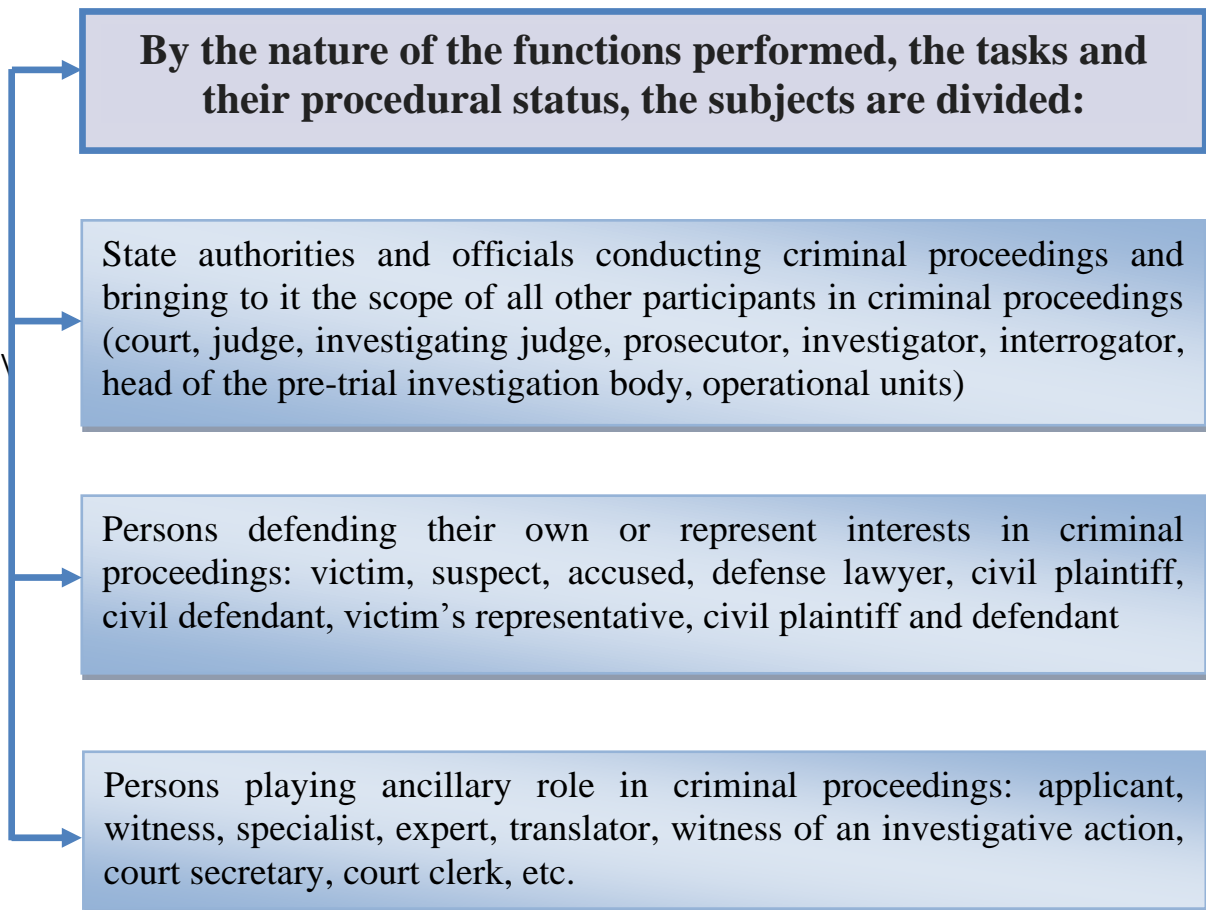 By the nature of the functions performed, the tasks and
their procedural status, the subjects are divided:
State authorities and officials conducting criminal proceedings and
bringing to it the scope of all other participants in criminal proceedings
(court, judge, investigating judge, prosecutor, investigator, interrogator,
head of the pre-trial investigation body, operational units)
\
Persons defending their own or represent interests in criminal
proceedings: victim, suspect, accused, defense lawyer, civil plaintiff,
civil defendant, victim’s representative, civil plaintiff and defendant
Persons playing ancillary role in criminal proceedings: applicant,
witness, specialist, expert, translator, witness of an investigative action,
court secretary, court clerk, etc.